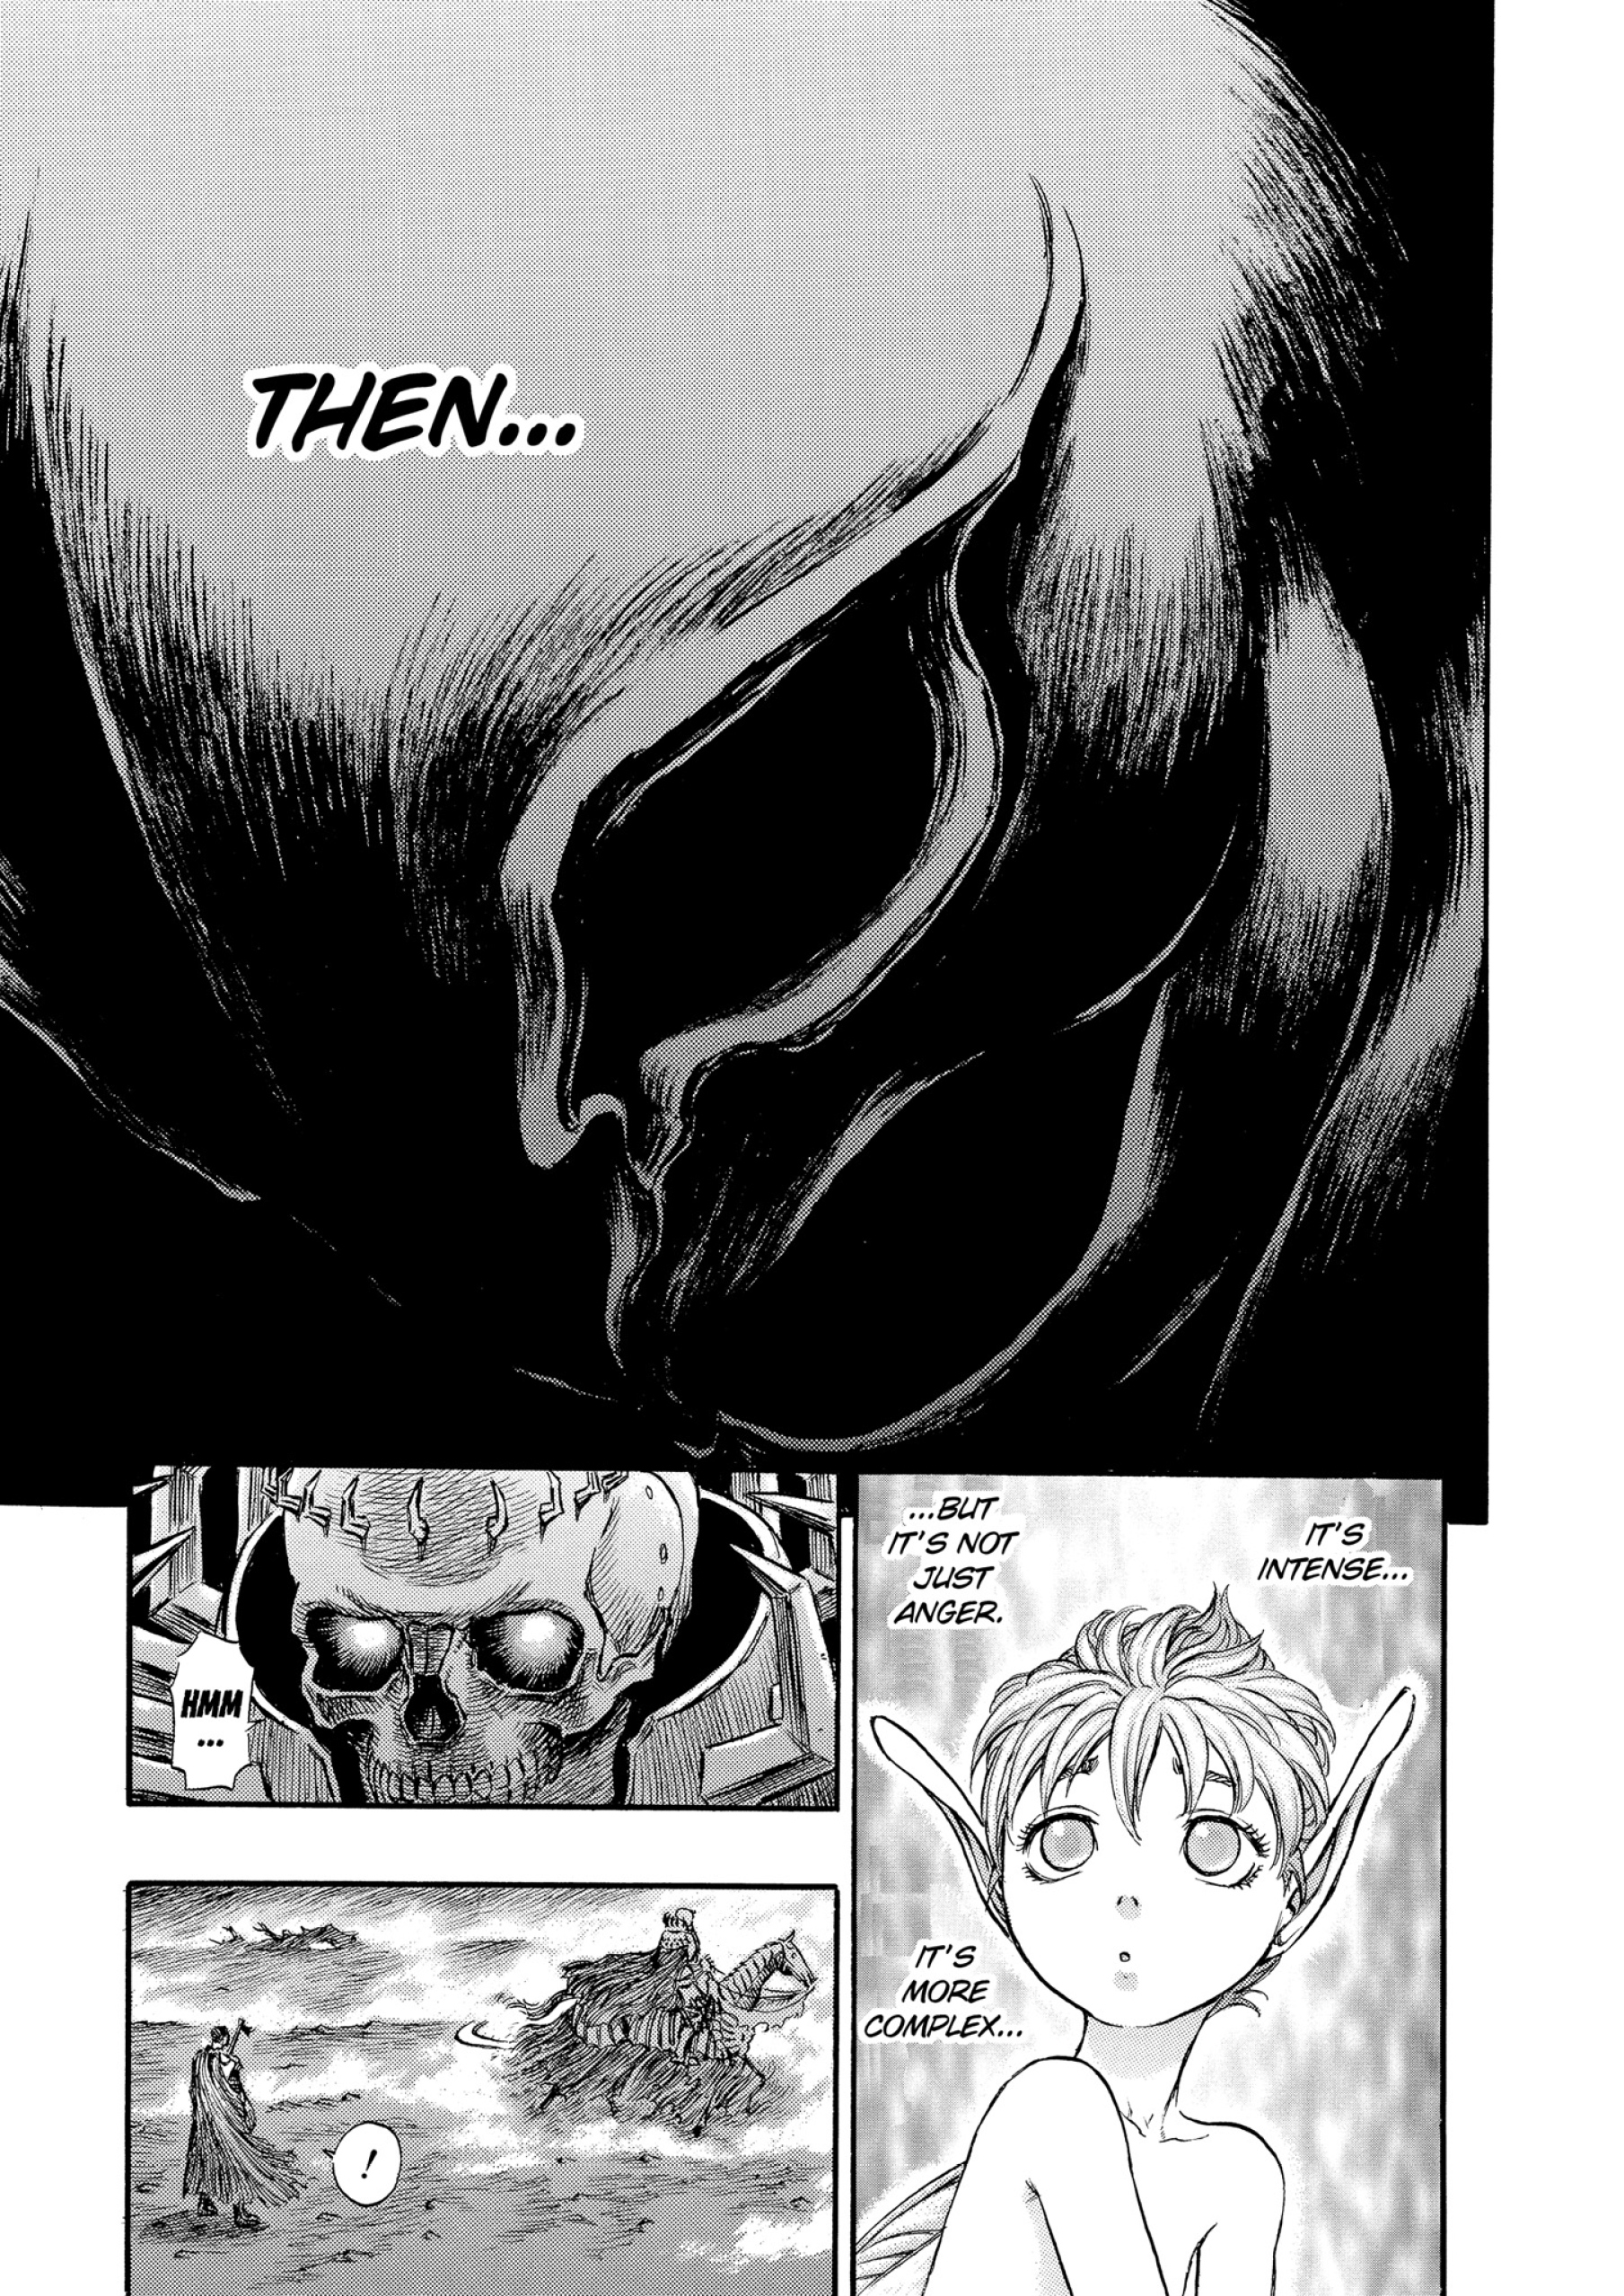 THEN...
IT'S
INTENSE...
...BUT
IT'S NOT
JUST
ANGER.
IT'S
MORE
COMPLEX...
HMM
...
!